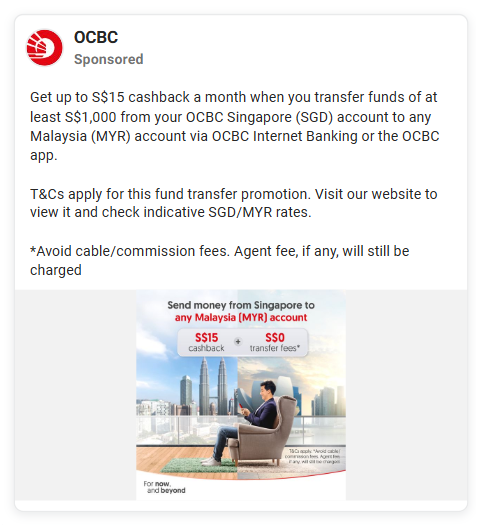 OCBC
Sponsored
Get up to S$15 cashback a month when you transfer funds of at
least S$1,000 from your OCBC Singapore (SGD) account to any
Malaysia (MYR) account via OCBC Internet Banking or the OCBC
app.
T&Cs apply for this fund transfer promotion. Visit our website to
view it and check indicative SGD/MYR rates.
*Avoid cable/commission fees. Agent fee, if any, will still be
charged
Send money from Singapore to
any Malaysia (MYR) account
S$15
cashback
+
S$0
transfer fees*
T&Cs apply. *Avoid cable/
commission fees. Agent fee
if any, will still be charged.
For now,
and beyond